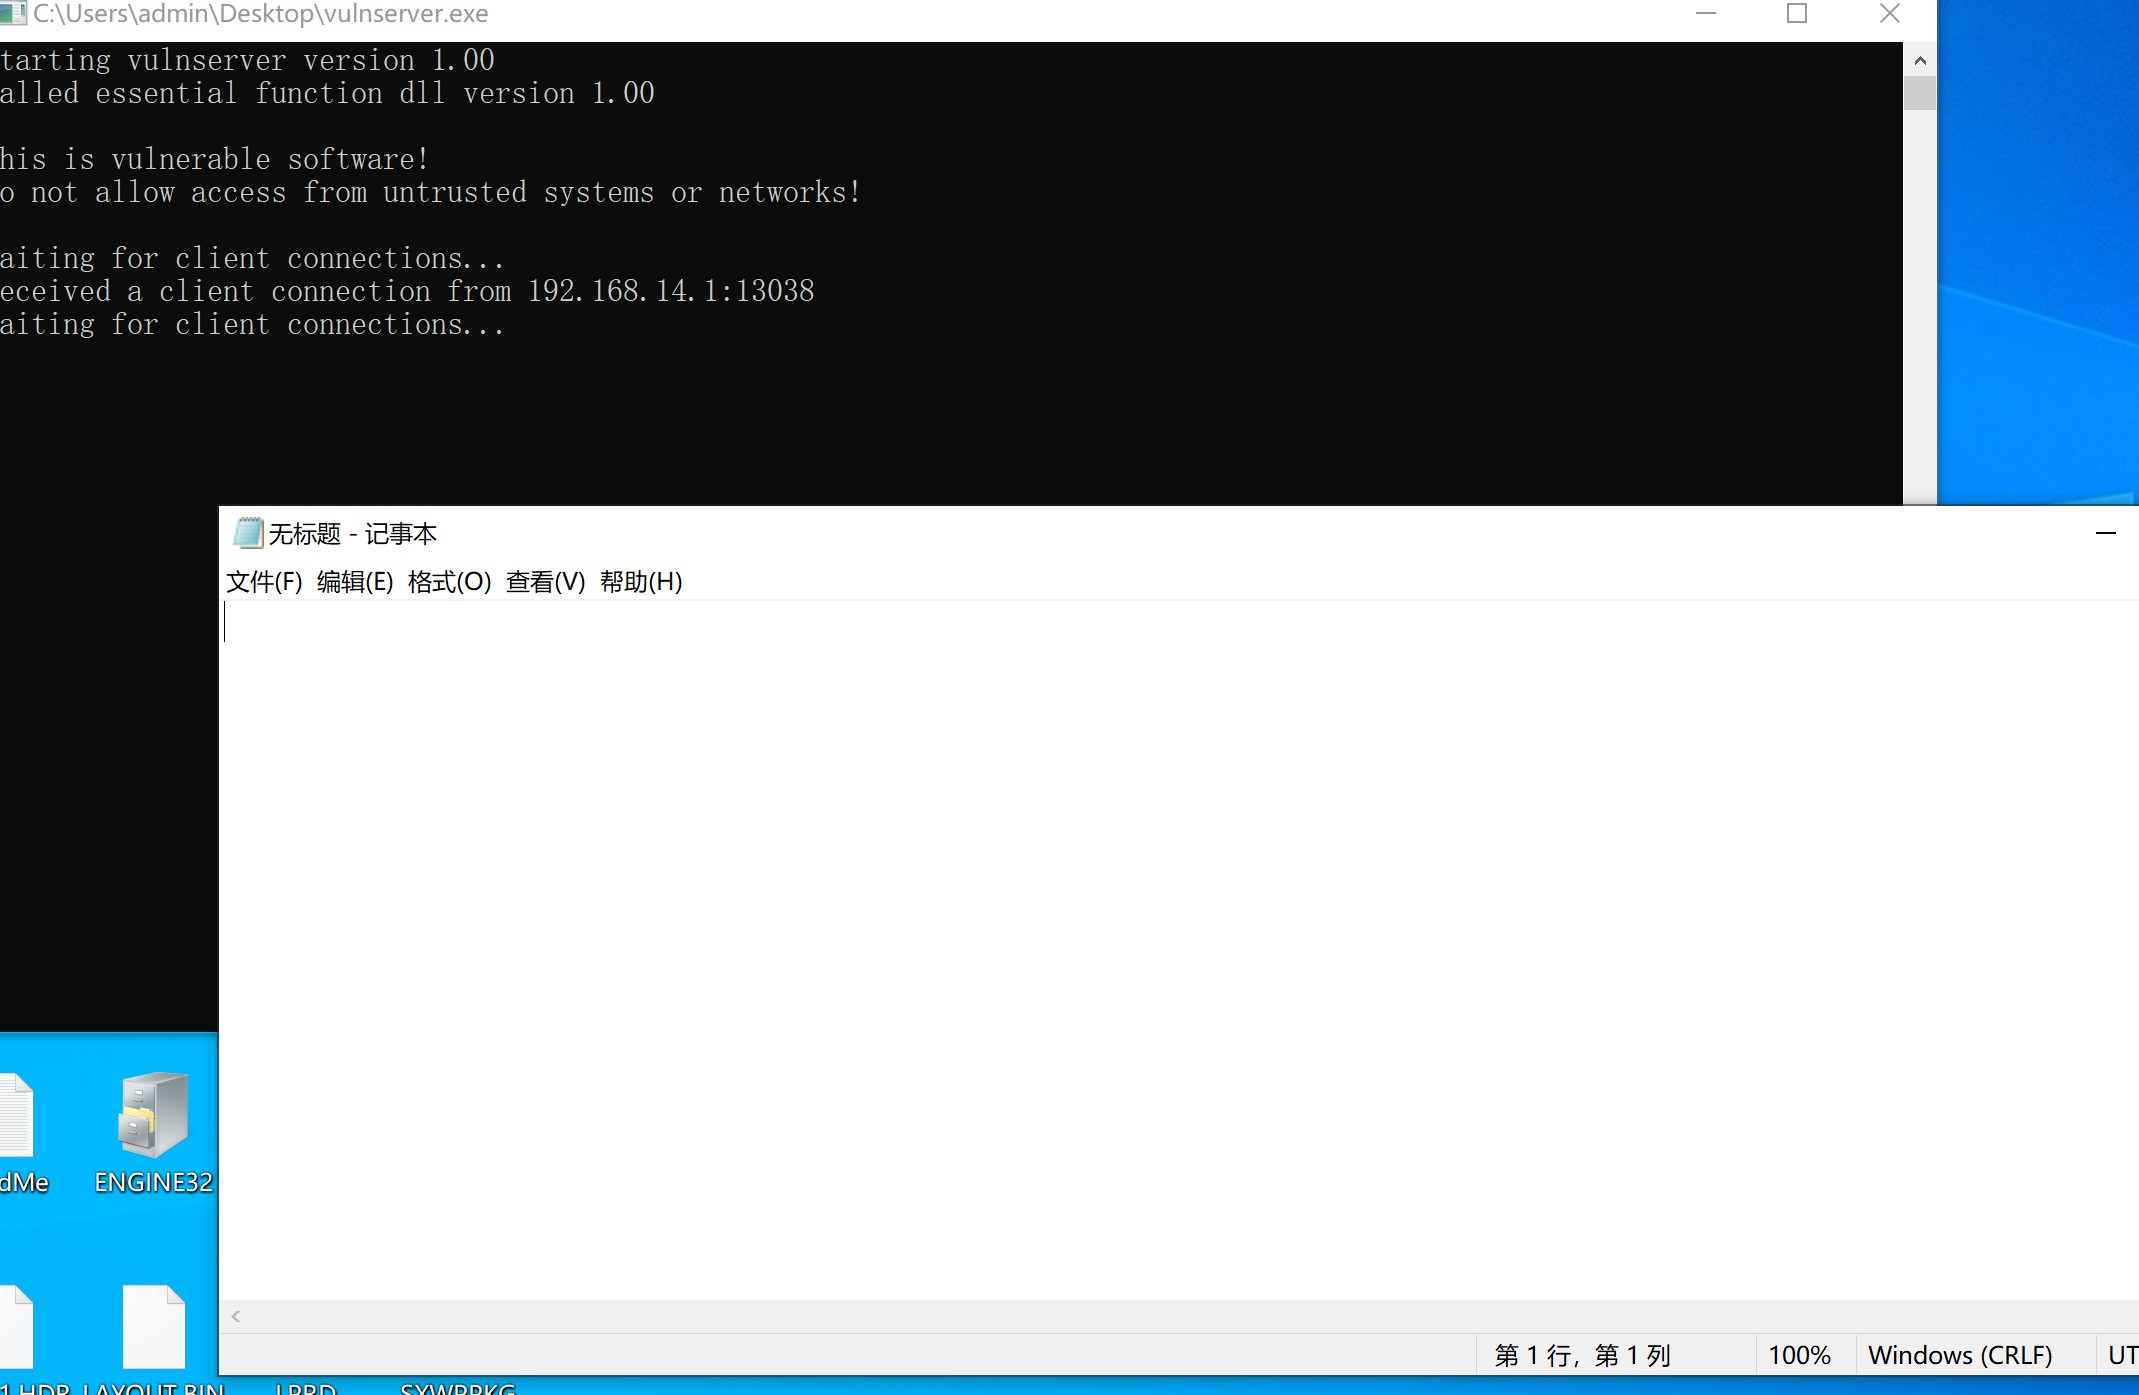 C:\Users\admin\Desktop\vulnserver.exe
tarting vulnserver version 1.00
alled essential function dll version 1.00
his is vulnerable software!
o not allow access from untrusted systems or networks!
aiting for client connections...
eceived a client connection from 192.168.14.1:13038
aiting for client connections...
无标题 - 记事本
文件(F) 编辑(E) 格式(O) 查看(V) 帮助(H)
dMe
ENGINE32
第 1 行，第 1 列
100%
Windows (CRLF)
UT
1.HDR
LAYOUT.BIN